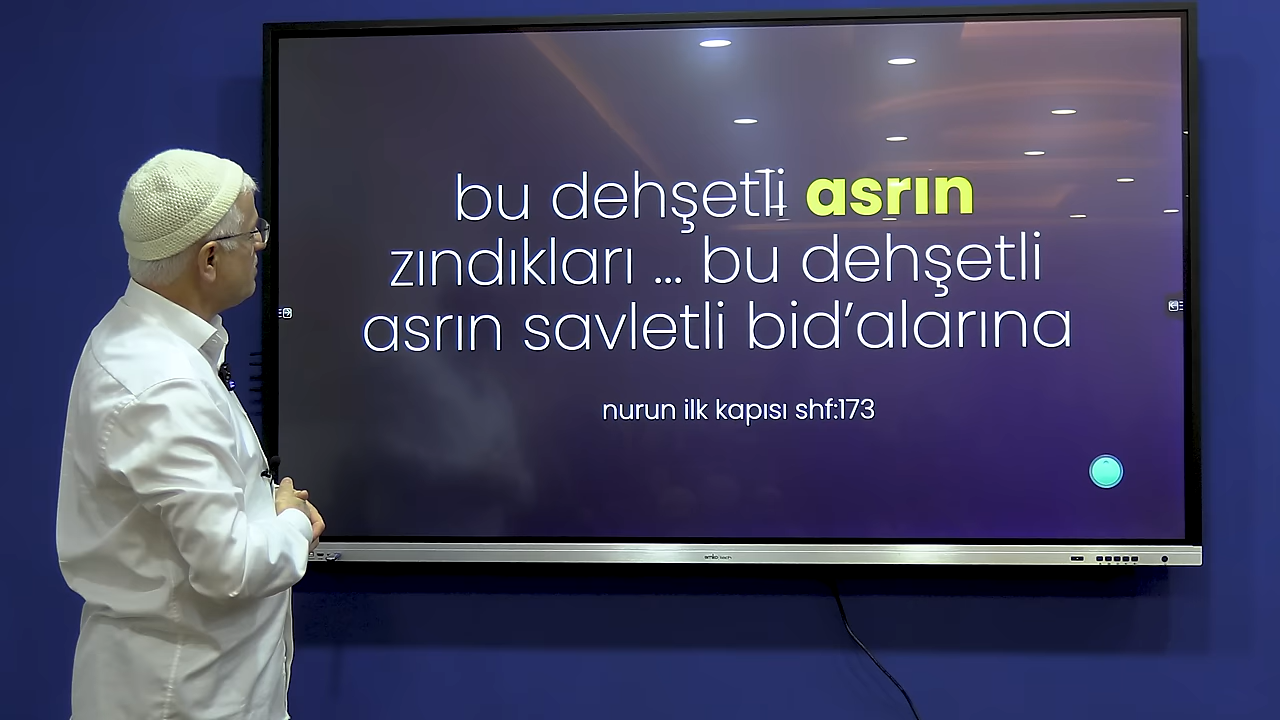 bu dehşetli asrın
zındıkları ... bu dehşetli
asrın savletli bid’alarına
nurun ilk kapısı shf:173